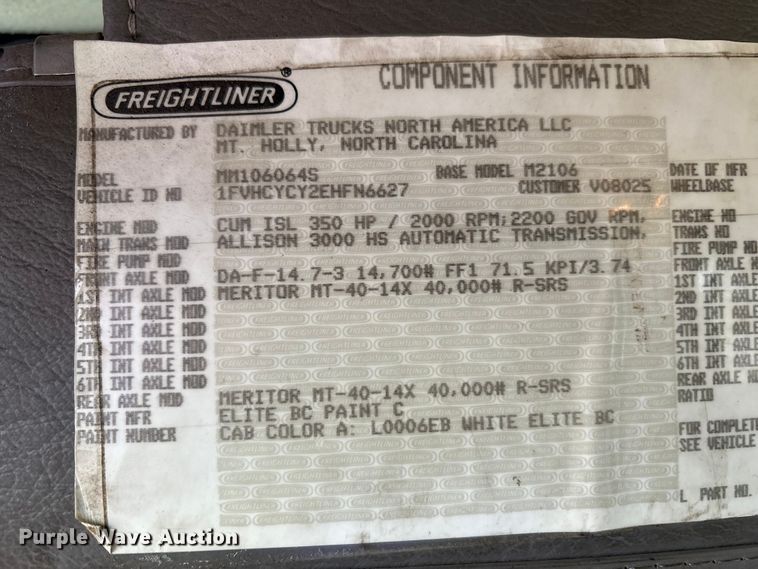 FREIGHTLINER ®
COMPONENT INFORMATION
MANUFACTURED BY DAIMLER TRUCKS NORTH AMERICA LLC
MT. HOLLY, NORTH CAROLINA
MODEL MM106064S BASE MODEL M2106 DATE OF MFR
VEHICLE ID NO 1FVHCYCY2EHFN6627 CUSTOMER V08025 WHEELBASE
ENGINE MOD CUM ISL 350 HP / 2000 RPM;2200 GOV RPM, ENGINE NO
MAIN TRANS MOD ALLISON 3000 HS AUTOMATIC TRANSMISSION, TRANS NO
FIRE PUMP MOD FIRE PUMP NO
FRONT AXLE MOD DA-F-14.7-3 14,700# FF1 71.5 KPI/3.74 FRONT AXLE N
1ST INT AXLE MOD MERITOR MT-40-14X 40,000# R-SRS 1ST INT AXLE
2ND INT AXLE MOD 2ND INT AXLE
3RD INT AXLE MOD 3RD INT AXLE
4TH INT AXLE MOD 4TH INT AXLE
5TH INT AXLE MOD 5TH INT AXLE
6TH INT AXLE MOD 6TH INT AXLE
REAR AXLE MOD MERITOR MT-40-14X 40,000# R-SRS REAR AXLE N
PAINT MFR ELITE BC PAINT C RATIO
PAINT NUMBER CAB COLOR A: L0006EB WHITE ELITE BC FOR COMPLETE
SEE VEHICLE
L PART NO.
Purple Wave Auction